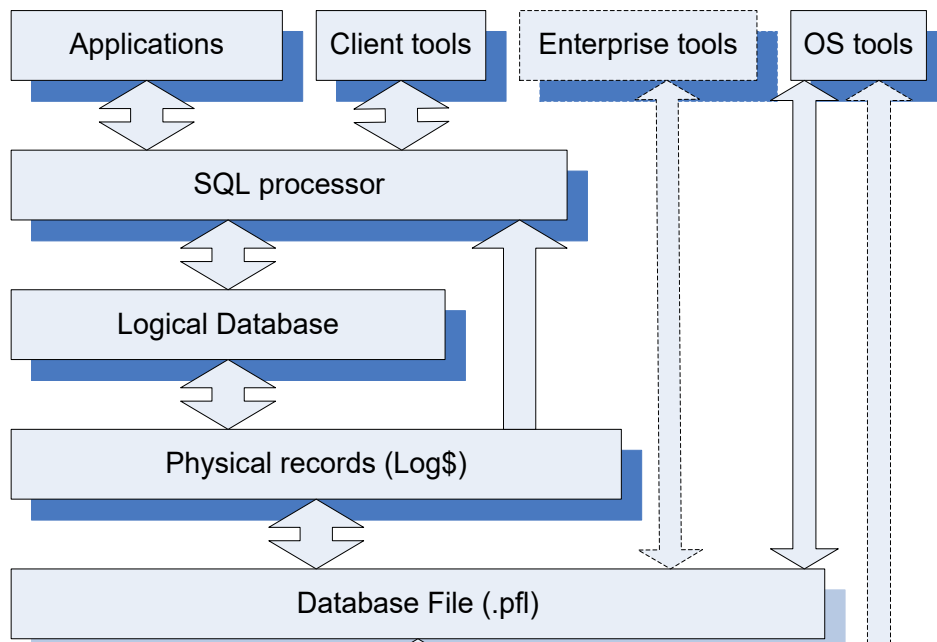 Applications
Client tools
Enterprise tools
OS tools
SQL processor
Logical Database
Physical records (Log$)
Database File (.pfl)